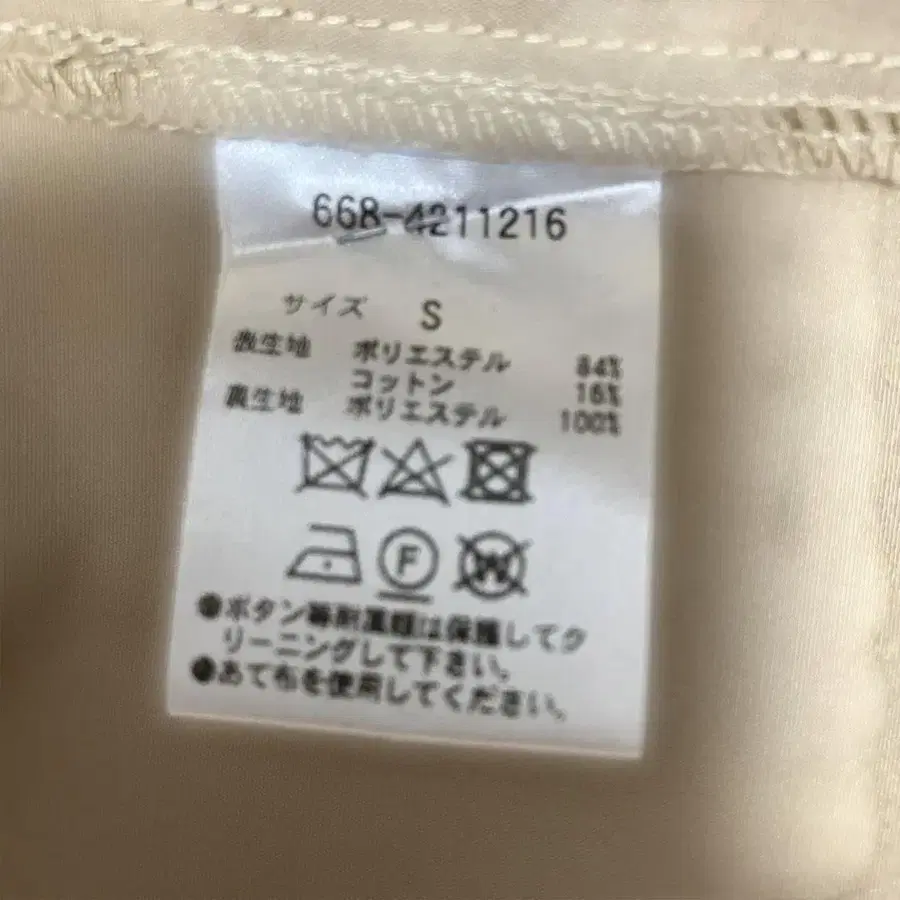 668-4211216
サイズ S
表生地 ポリエステル 84%
コットン 16%
裏生地 ポリエステル 100%
F W
●ボタン等附属類は保護してク
リーニングして下さい。
●あて布を使用してください。